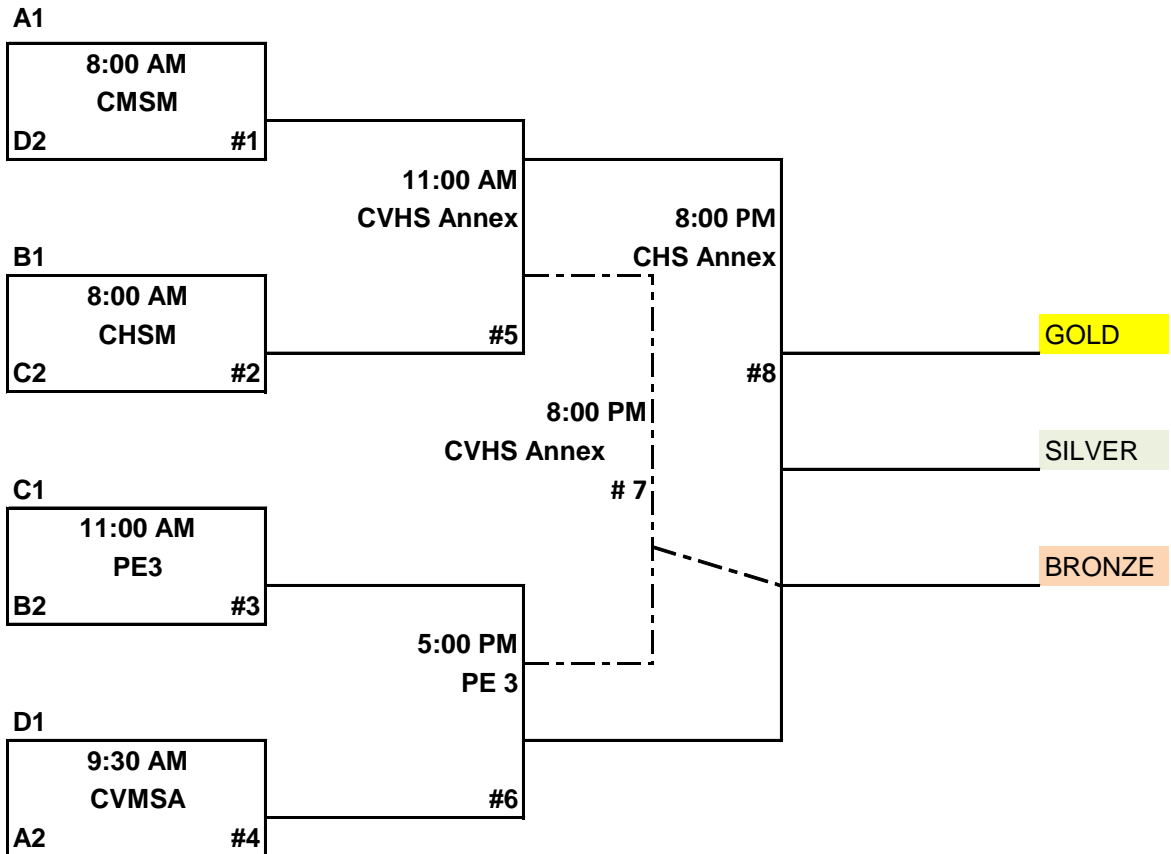 A1
8:00 AM
CMSM
D2 #1
11:00 AM
CVHS Annex
8:00 PM
CHS Annex
B1
8:00 AM
CHSM
C2 #2
#5
GOLD
#8
8:00 PM
CVHS Annex
SILVER
# 7
C1
11:00 AM
PE3
B2 #3
BRONZE
5:00 PM
PE 3
D1
9:30 AM
CVMSA
A2 #4
#6